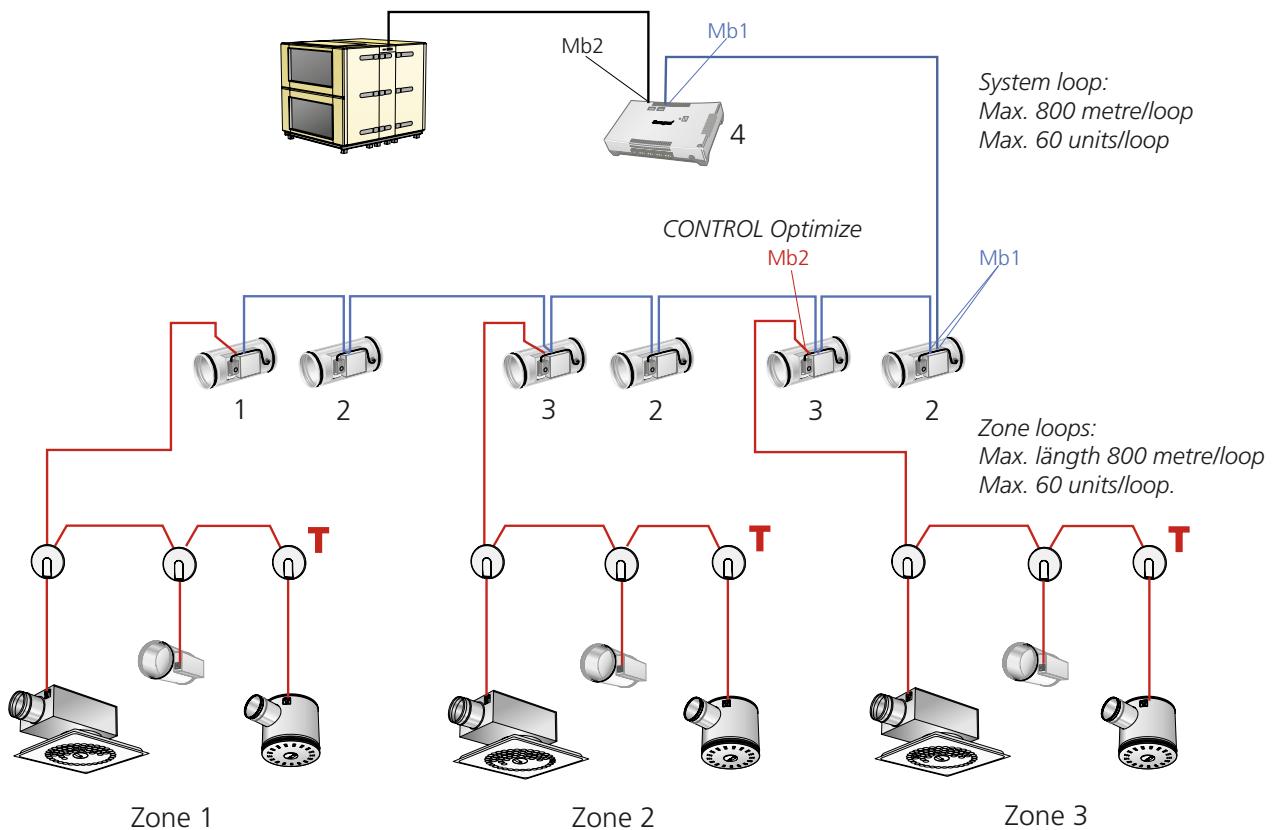 Mb2
Mb1
4
System loop:
Max. 800 metre/loop
Max. 60 units/loop
CONTROL Optimize
Mb2
Mb1
1
2
3
2
3
2
Zone loops:
Max. längth 800 metre/loop
Max. 60 units/loop.
T
T
T
Zone 1
Zone 2
Zone 3